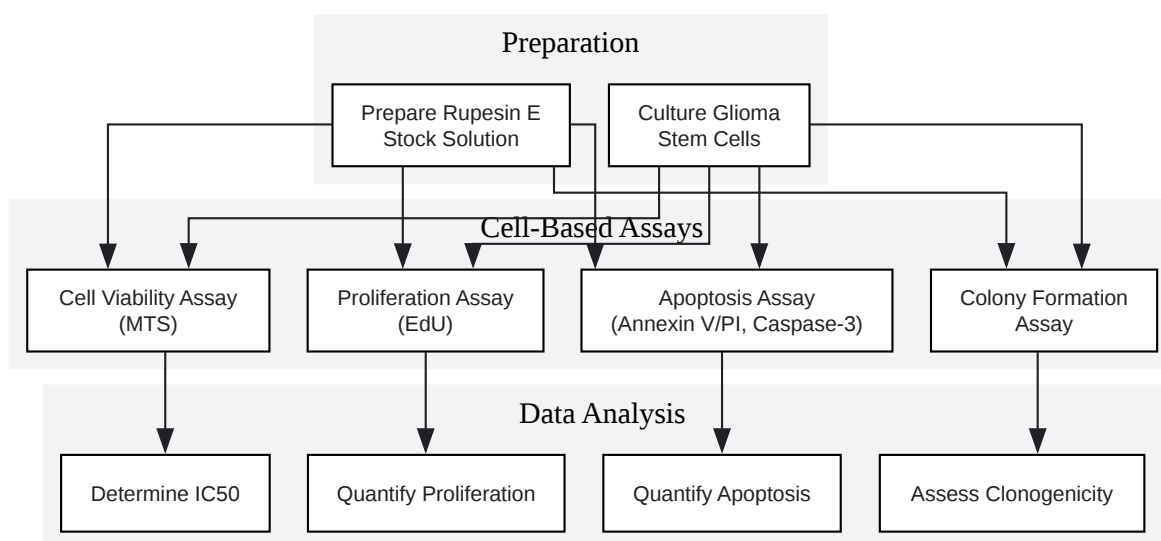 Preparation
Prepare Rupesin E
Stock Solution
Culture Glioma
Stem Cells
Cell-Based Assays
Cell Viability Assay
(MTS)
Proliferation Assay
(EdU)
Apoptosis Assay
(Annexin V/PI, Caspase-3)
Colony Formation
Assay
Data Analysis
Determine IC50
Quantify Proliferation
Quantify Apoptosis
Assess Clonogenicity